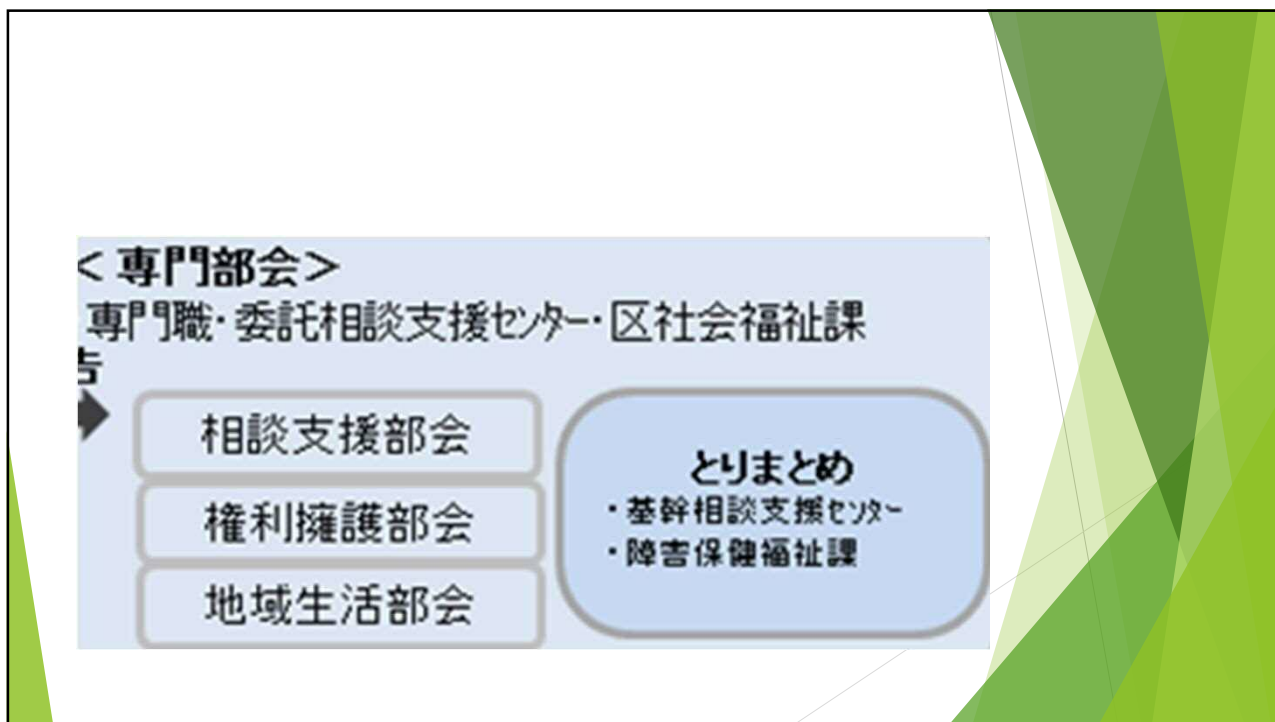 ＜専門部会＞
専門職・委託相談支援センター・区社会福祉課
告
相談支援部会
権利擁護部会
地域生活部会
とりまとめ
・基幹相談支援センター
・障害保健福祉課